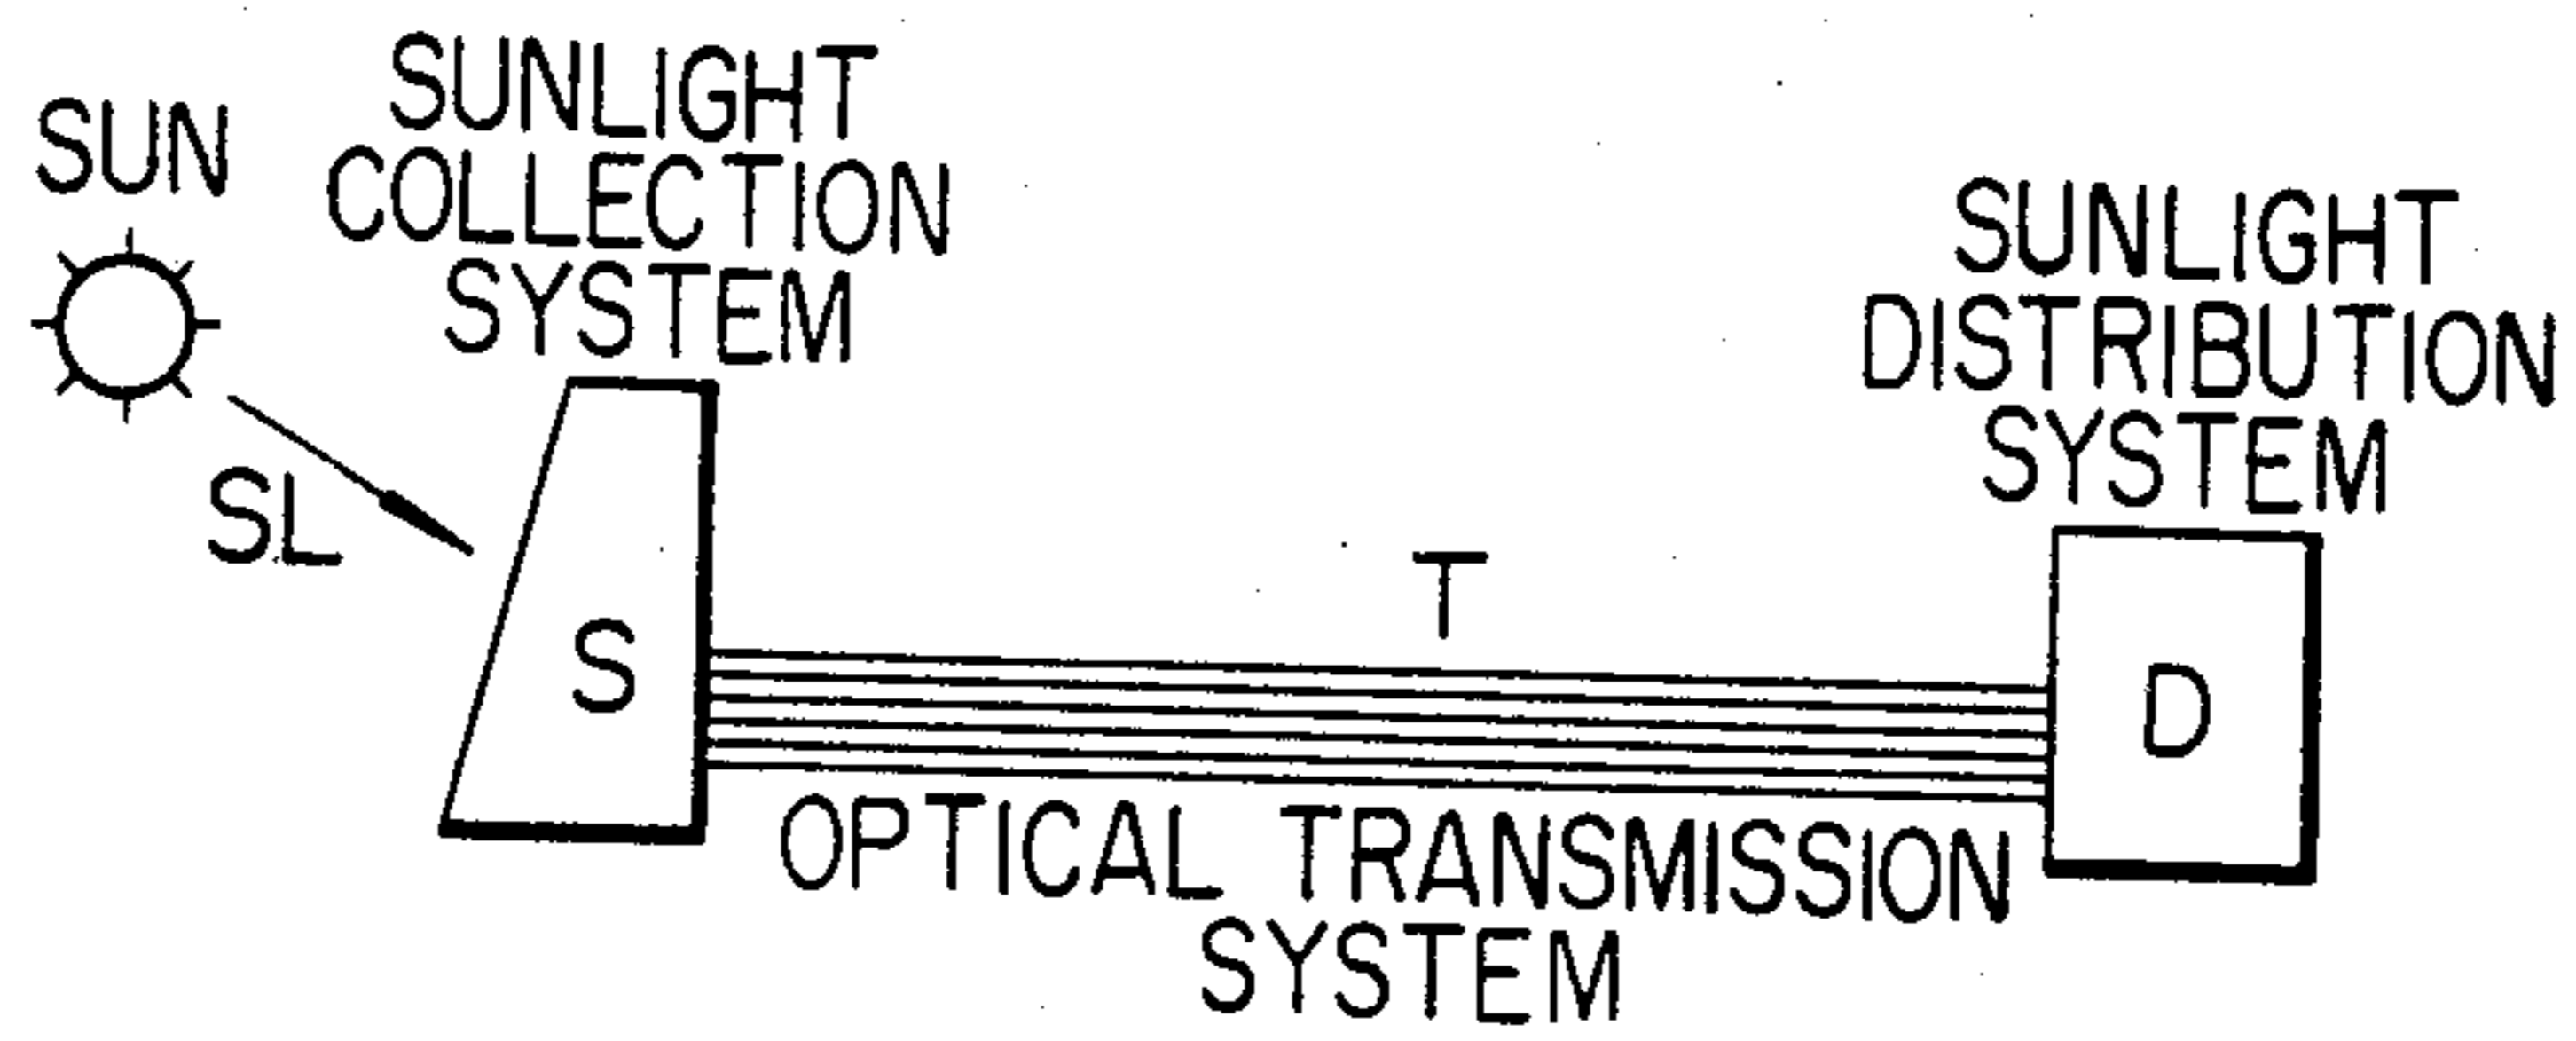 SUN
SUNLIGHT
COLLECTION
SYSTEM
SL
S
T
OPTICAL TRANSMISSION
SYSTEM
SUNLIGHT
DISTRIBUTION
SYSTEM
D